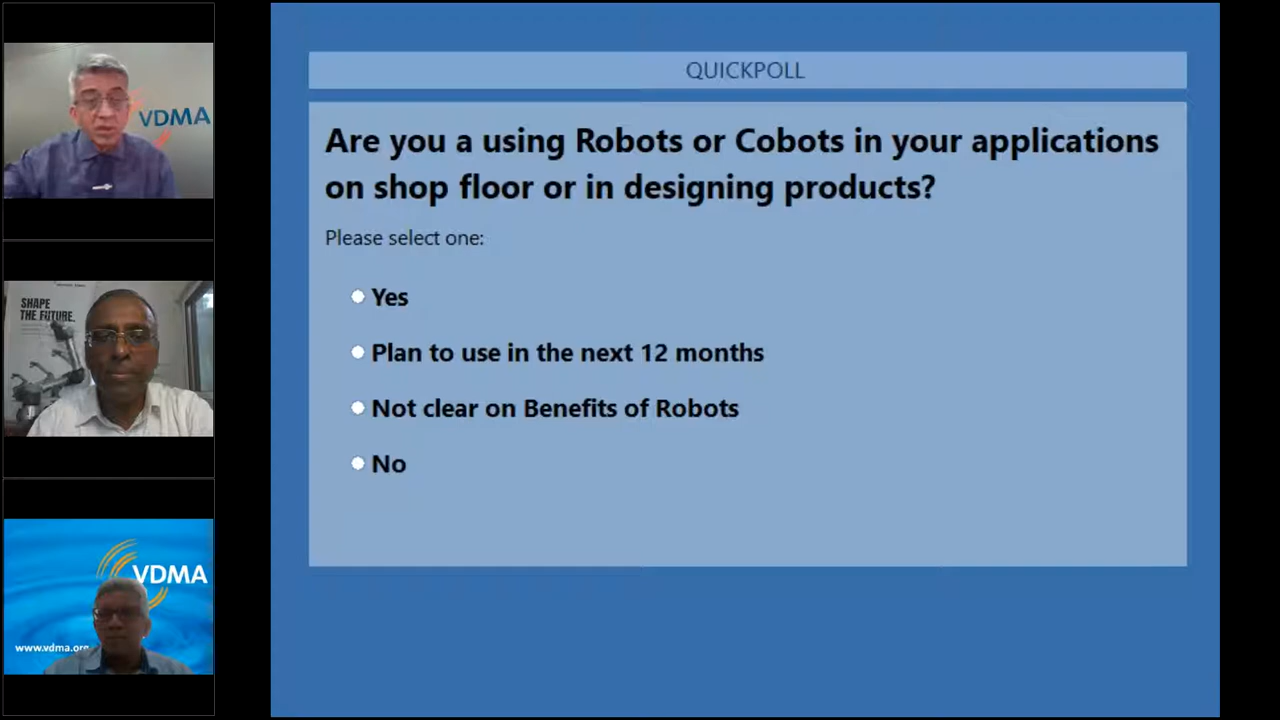 VDMA
SHAPE
THE FUTURE.
VDMA
www.vdma.org
QUICKPOLL
Are you a using Robots or Cobots in your applications
on shop floor or in designing products?
Please select one:
Yes
Plan to use in the next 12 months
Not clear on Benefits of Robots
No